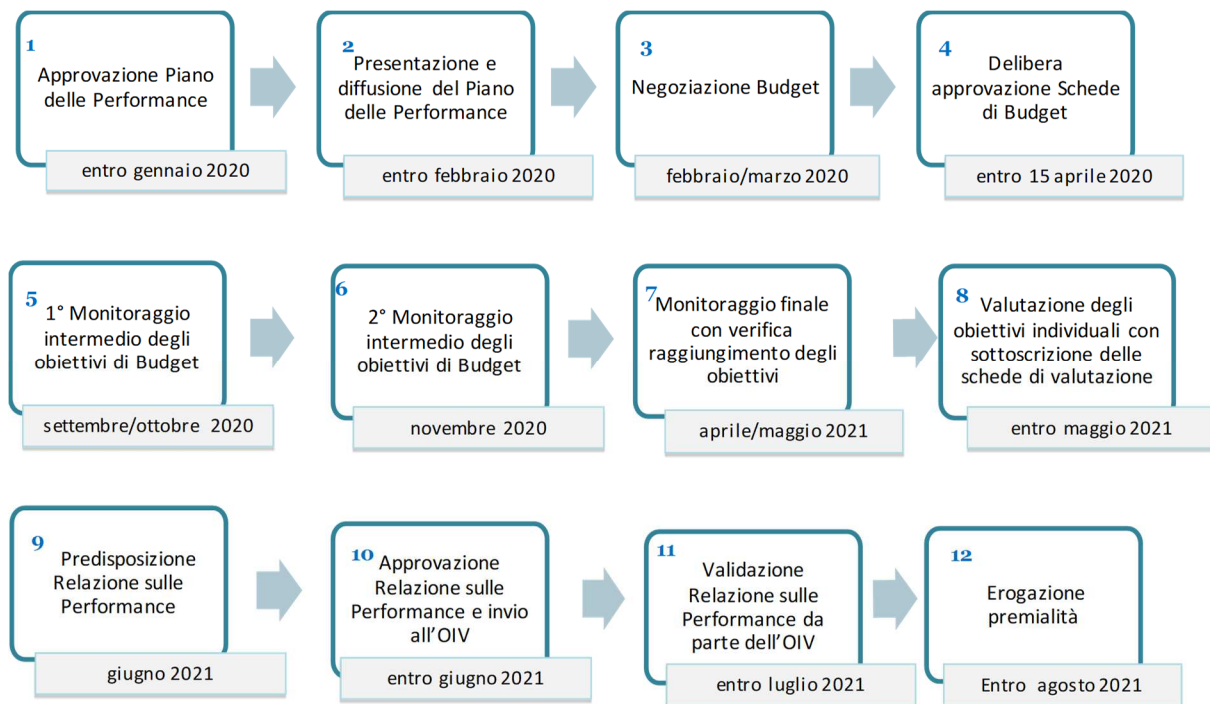 1
Approvazione Piano
delle Performance
entro gennaio 2020
2
Presentazione e
diffusione del Piano
delle Performance
entro febbraio 2020
3
Negoziazione Budget
febbraio/marzo 2020
4
Delibera
approvazione Schede
di Budget
entro 15 aprile 2020
5
1° Monitoraggio
intermedio degli
obiettivi di Budget
settembre/ottobre 2020
6
2° Monitoraggio
intermedio degli
obiettivi di Budget
novembre 2020
7
Monitoraggio finale
con verifica
raggiungimento degli
obiettivi
aprile/maggio 2021
8
Valutazione degli
obiettivi individuali con
sottoscrizione delle
schede di valutazione
entro maggio 2021
9
Predisposizione
Relazione sulle
Performance
giugno 2021
10
Approvazione
Relazione sulle
Performance e invio
all'OIV
entro giugno 2021
11
Validazione
Relazione sulle
Performance da
parte dell'OIV
entro luglio 2021
12
Erogazione
premialità
Entro agosto 2021